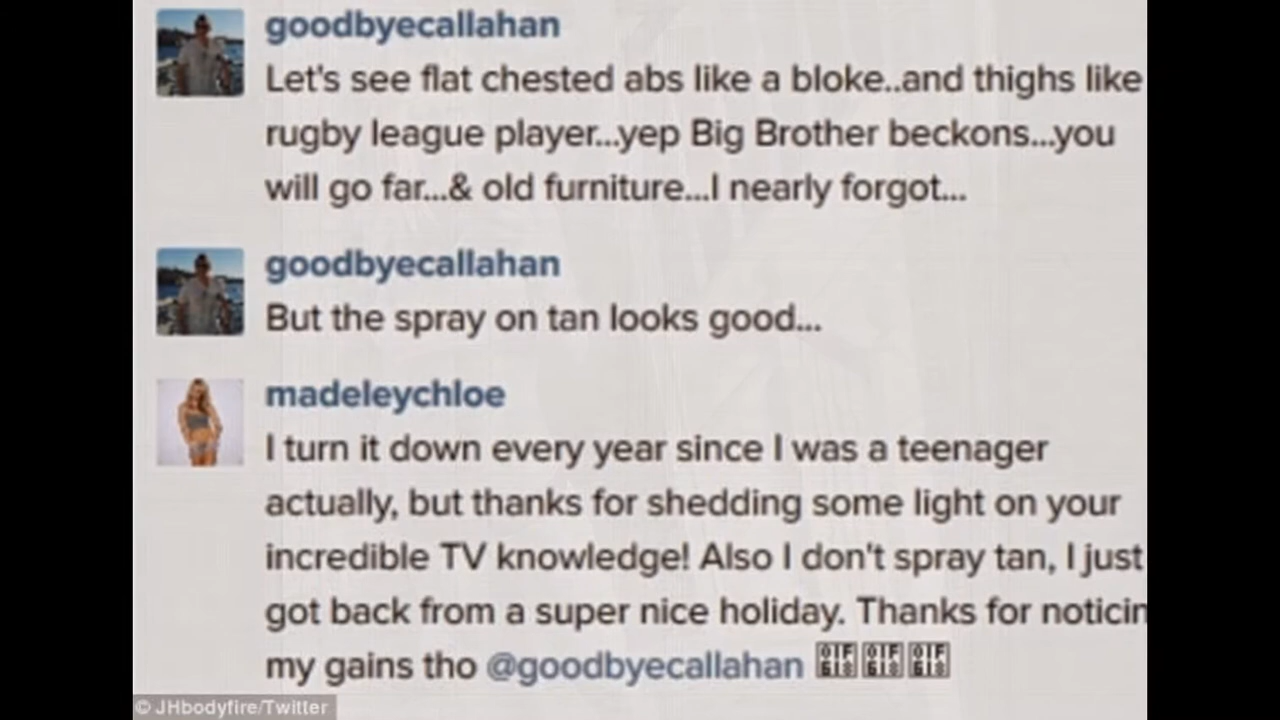 goodbyecallahan
Let's see flat chested abs like a bloke..and thighs like
rugby league player...yep Big Brother beckons...you
will go far...& old furniture...I nearly forgot...
goodbyecallahan
But the spray on tan looks good...
madeleychloe
I turn it down every year since I was a teenager
actually, but thanks for shedding some light on your
incredible TV knowledge! Also I don't spray tan, I just
got back from a super nice holiday. Thanks for noticin
my gains tho @goodbyecallahan
© JHbodyfire/Twitter